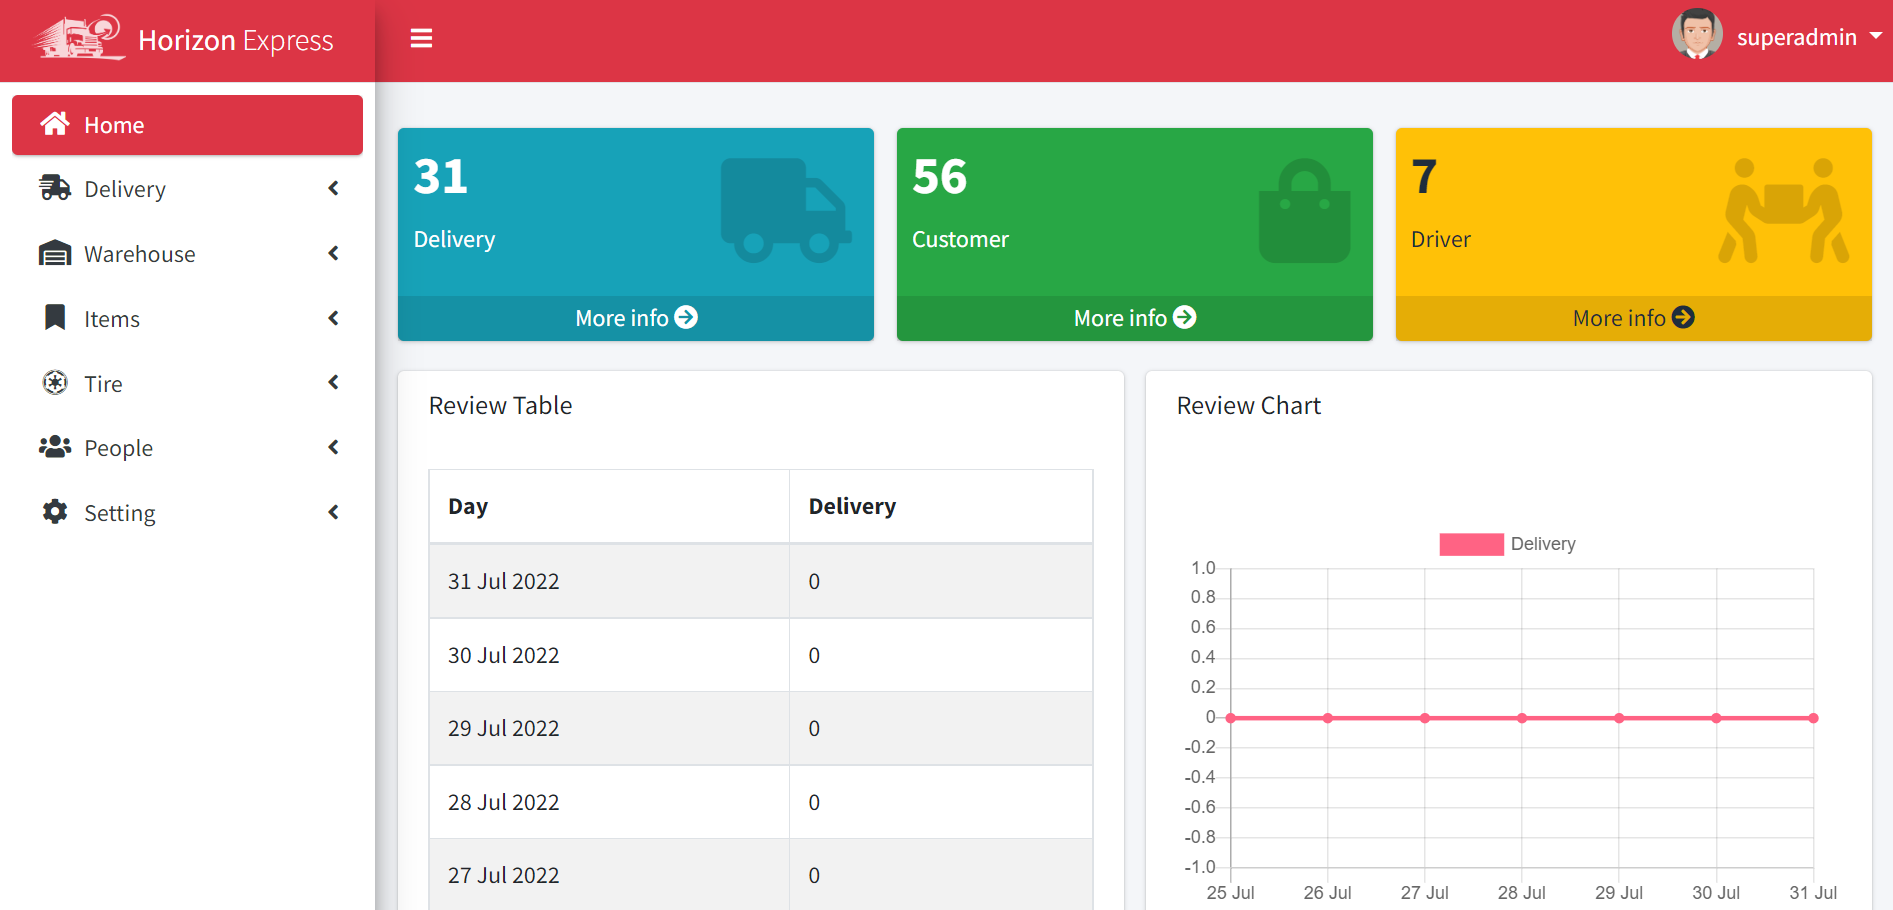 Horizon Express
superadmin
Home
Delivery
Warehouse
Items
Tire
People
Setting
31
Delivery
More info
56
Customer
More info
7
Driver
More info
Review Table
Day Delivery
31 Jul 2022 0
30 Jul 2022 0
29 Jul 2022 0
28 Jul 2022 0
27 Jul 2022 0
Review Chart
Delivery
1.0
0.8
0.6
0.4
0.2
0
-0.2
-0.4
-0.6
-0.8
-1.0
25 Jul 26 Jul 27 Jul 28 Jul 29 Jul 30 Jul 31 Jul